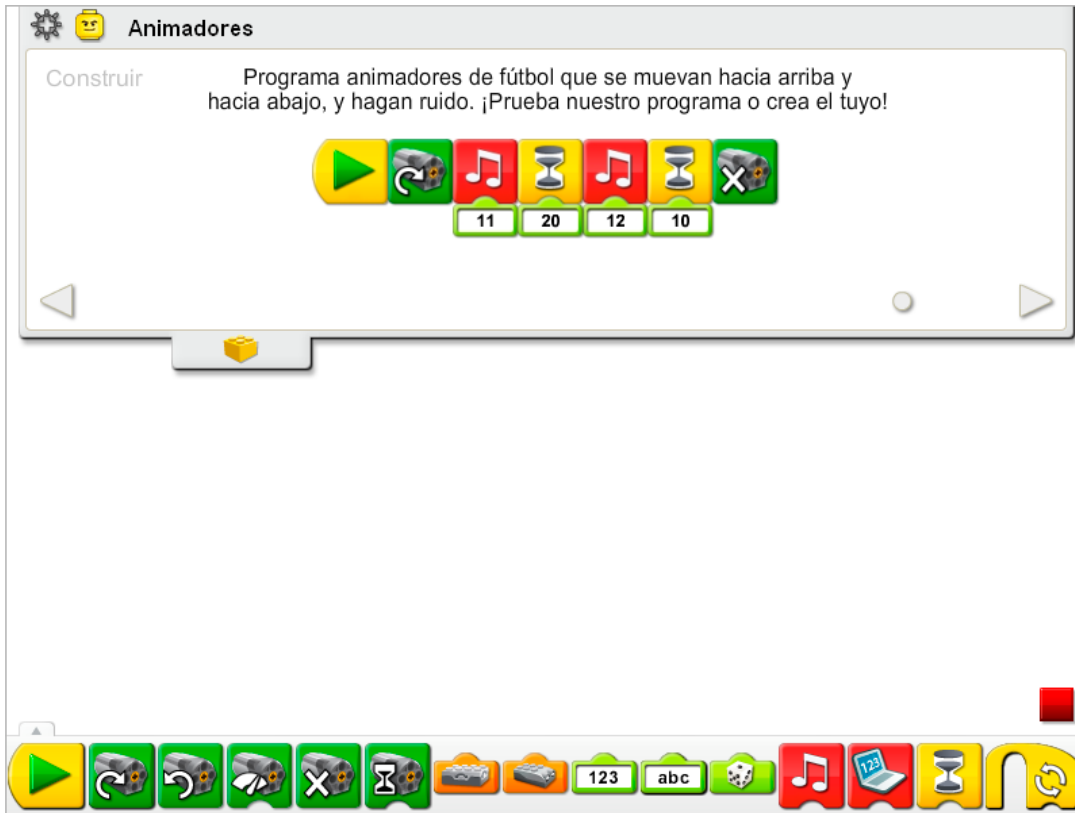 Animadores
Construir
Programa animadores de fútbol que se muevan hacia arriba y
hacia abajo, y hagan ruido. ¡Prueba nuestro programa o crea el tuyo!
11 20 12 10
123 abc 123